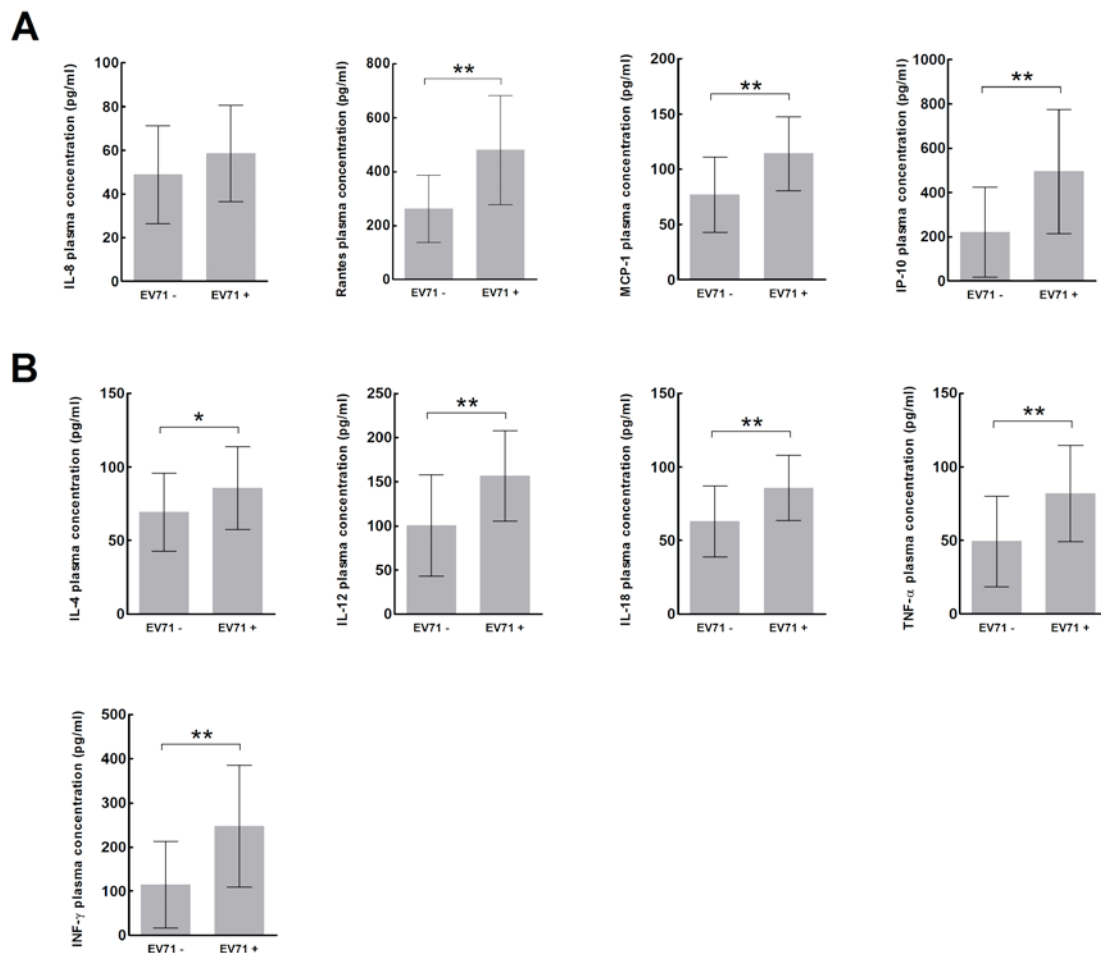 A
IL-8 plasma concentration (pg/ml)
100
80
60
40
20
0
EV71 -
EV71 +
Rantes plasma concentration (pg/ml)
800
600
400
200
0
**
EV71 -
EV71 +
MCP-1 plasma concentration (pg/ml)
200
150
100
50
0
**
EV71 -
EV71 +
IP-10 plasma concentration (pg/ml)
1000
800
600
400
200
0
**
EV71 -
EV71 +
B
IL-4 plasma concentration (pg/ml)
150
100
50
0
*
EV71 -
EV71 +
IL-12 plasma concentration (pg/ml)
250
200
150
100
50
0
**
EV71 -
EV71 +
IL-18 plasma concentration (pg/ml)
150
100
50
0
**
EV71 -
EV71 +
TNF-α plasma concentration (pg/ml)
150
100
50
0
**
EV71 -
EV71 +
INF-γ plasma concentration (pg/ml)
500
400
300
200
100
0
**
EV71 -
EV71 +